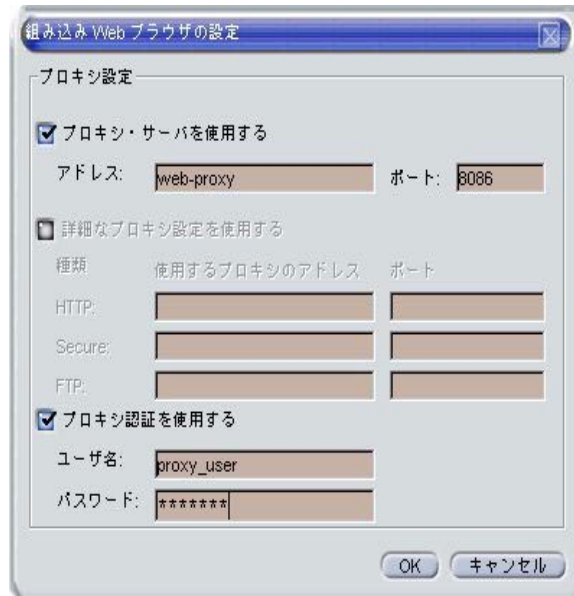 組み込み Web ブラウザの設定
プロキシ設定
プロキシ・サーバを使用する
アドレス: web-proxy ポート: 8086
詳細なプロキシ設定を使用する
種類 使用するプロキシのアドレス ポート
HTTP:
Secure:
FTP:
プロキシ認証を使用する
ユーザ名: proxy_user
パスワード: *******
OK キャンセル